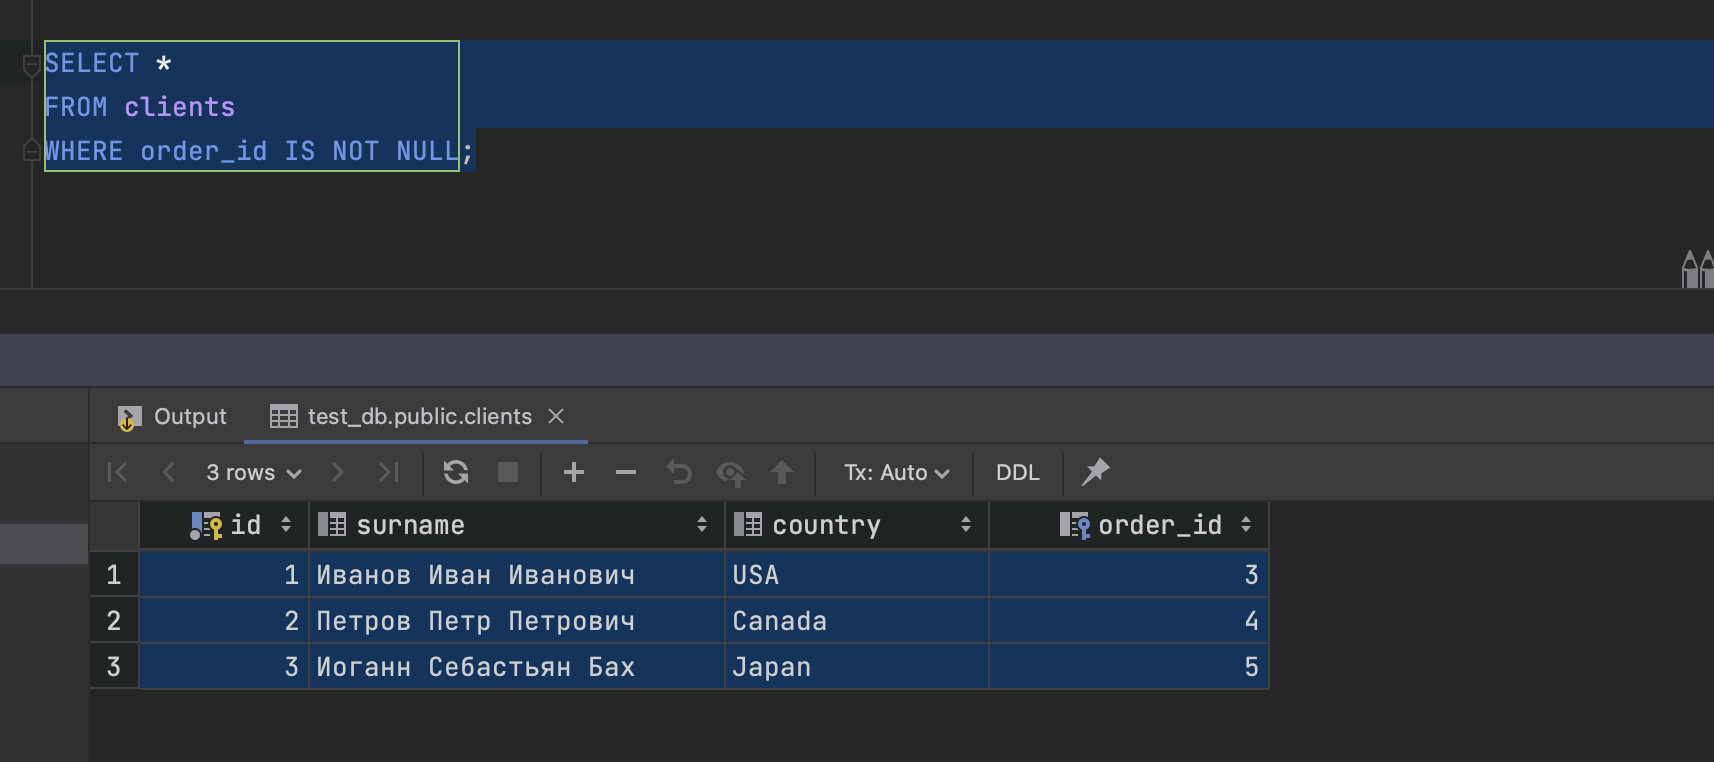 SELECT *
FROM clients
WHERE order_id IS NOT NULL;
Output test_db.public.clients
3 rows Tx: Auto DDL
id surname country order_id
1 1 Иванов Иван Иванович USA 3
2 2 Петров Петр Петрович Canada 4
3 3 Иоганн Себастьян Бах Japan 5